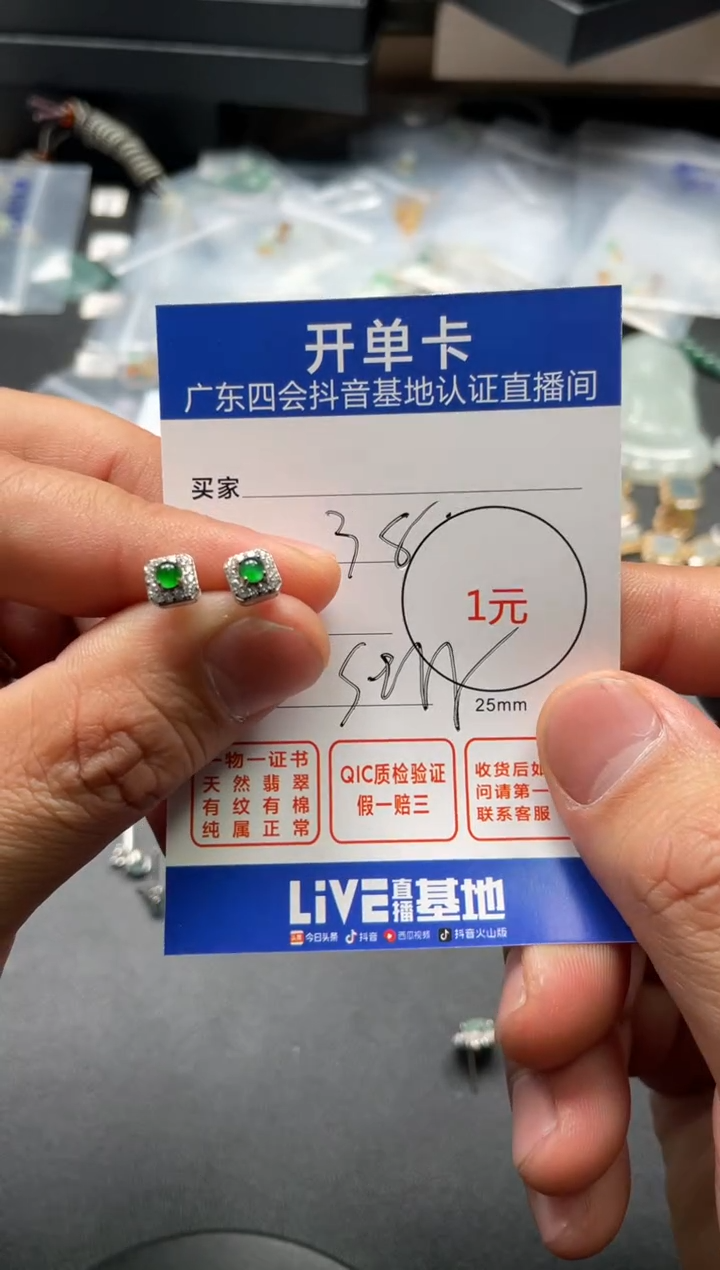 开单卡
广东四会抖音基地认证直播间
买家
38
1元
25mm
一物一证书
天然翡翠
有纹有棉
纯属正常
QIC质检验证
假一赔三
收货后如
问请第一
联系客服
LiVE直播基地
今日头条 抖音 西瓜视频 抖音火山版